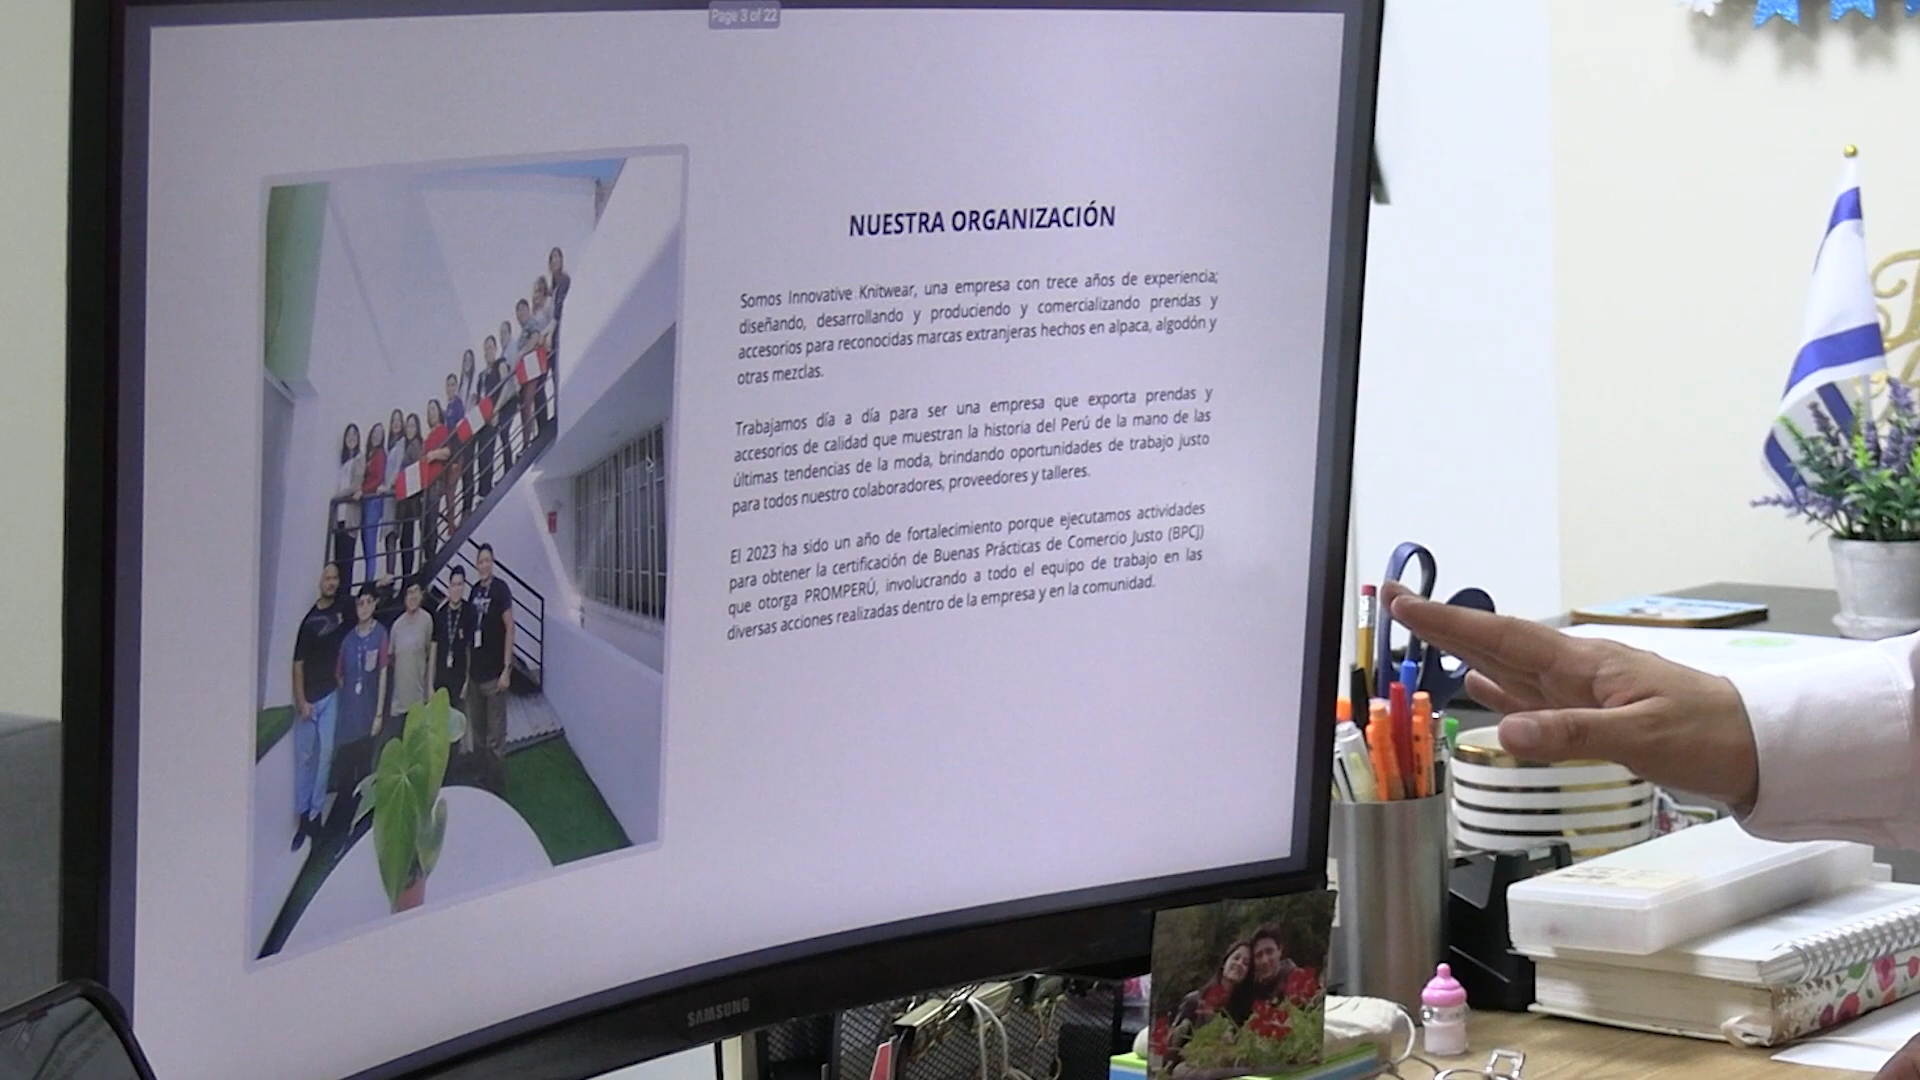 Page 3 of 22
NUESTRA ORGANIZACIÓN
Somos Innovative Knitwear, una empresa con trece años de experiencia;
diseñando, desarrollando y produciendo y comercializando prendas y
accesorios para reconocidas marcas extranjeras hechos en alpaca, algodón y
otras mezclas.
Trabajamos día a día para ser una empresa que exporta prendas y
accesorios de calidad que muestran la historia del Perú de la mano de las
últimas tendencias de la moda, brindando oportunidades de trabajo justo
para todos nuestro colaboradores, proveedores y talleres.
El 2023 ha sido un año de fortalecimiento porque ejecutamos actividades
para obtener la certificación de Buenas Prácticas de Comercio Justo (BPCJ)
que otorga PROMPERÚ, involucrando a todo el equipo de trabajo en las
diversas acciones realizadas dentro de la empresa y en la comunidad.
SAMSUNG